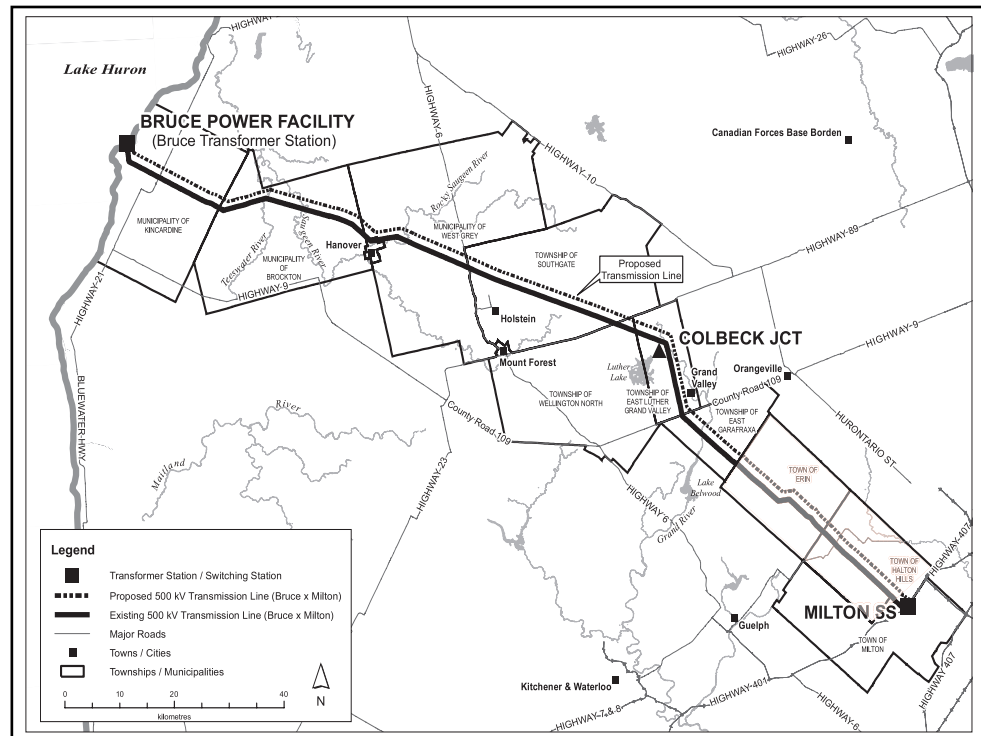 HIGHWAY
HIGHWAY-26
Lake Huron
HIGHWAY-6
BRUCE POWER FACILITY
(Bruce Transformer Station)
Canadian Forces Base Borden
HIGHWAY-10
Rocky Saugeen River
MUNICIPALITY OF
KINCARDINE
MUNICIPALITY OF
WEST GREY
HIGHWAY-89
Hanover
TOWNSHIP OF
SOUTHGATE
Proposed
Transmission Line
Teeswater River
MUNICIPALITY
OF
BROCKTON
HIGHWAY-21
HIGHWAY-9
Holstein
COLBECK JCT
HIGHWAY-9
Mount Forest
Luther
Lake
Grand
Valley
Orangeville
BLUEWATER HWY
TOWNSHIP OF
WELLINGTON NORTH
TOWNSHIP OF
EAST LUTHER
GRAND VALLEY
County Road 109
TOWNSHIP OF
EAST
GARAFRAXA
County Road-109
River
Maitland
HURONTARIO ST
HIGHWAY-23
Lake
Belwood
TOWN OF
ERIN
HIGHWAY 6
Grand River
HIGHWAY-407
TOWN OF
HALTON
HILLS
MILTON SS
Guelph
TOWN OF
MILTON
HIGHWAY 407
Kitchener & Waterloo
HIGHWAY-401
HIGHWAY-7 & 8
HIGHWAY-6
Legend
Transformer Station / Switching Station
Proposed 500 kV Transmission Line (Bruce x Milton)
Existing 500 kV Transmission Line (Bruce x Milton)
Major Roads
Towns / Cities
Townships / Municipalities
0 10 20 40
kilometres
N